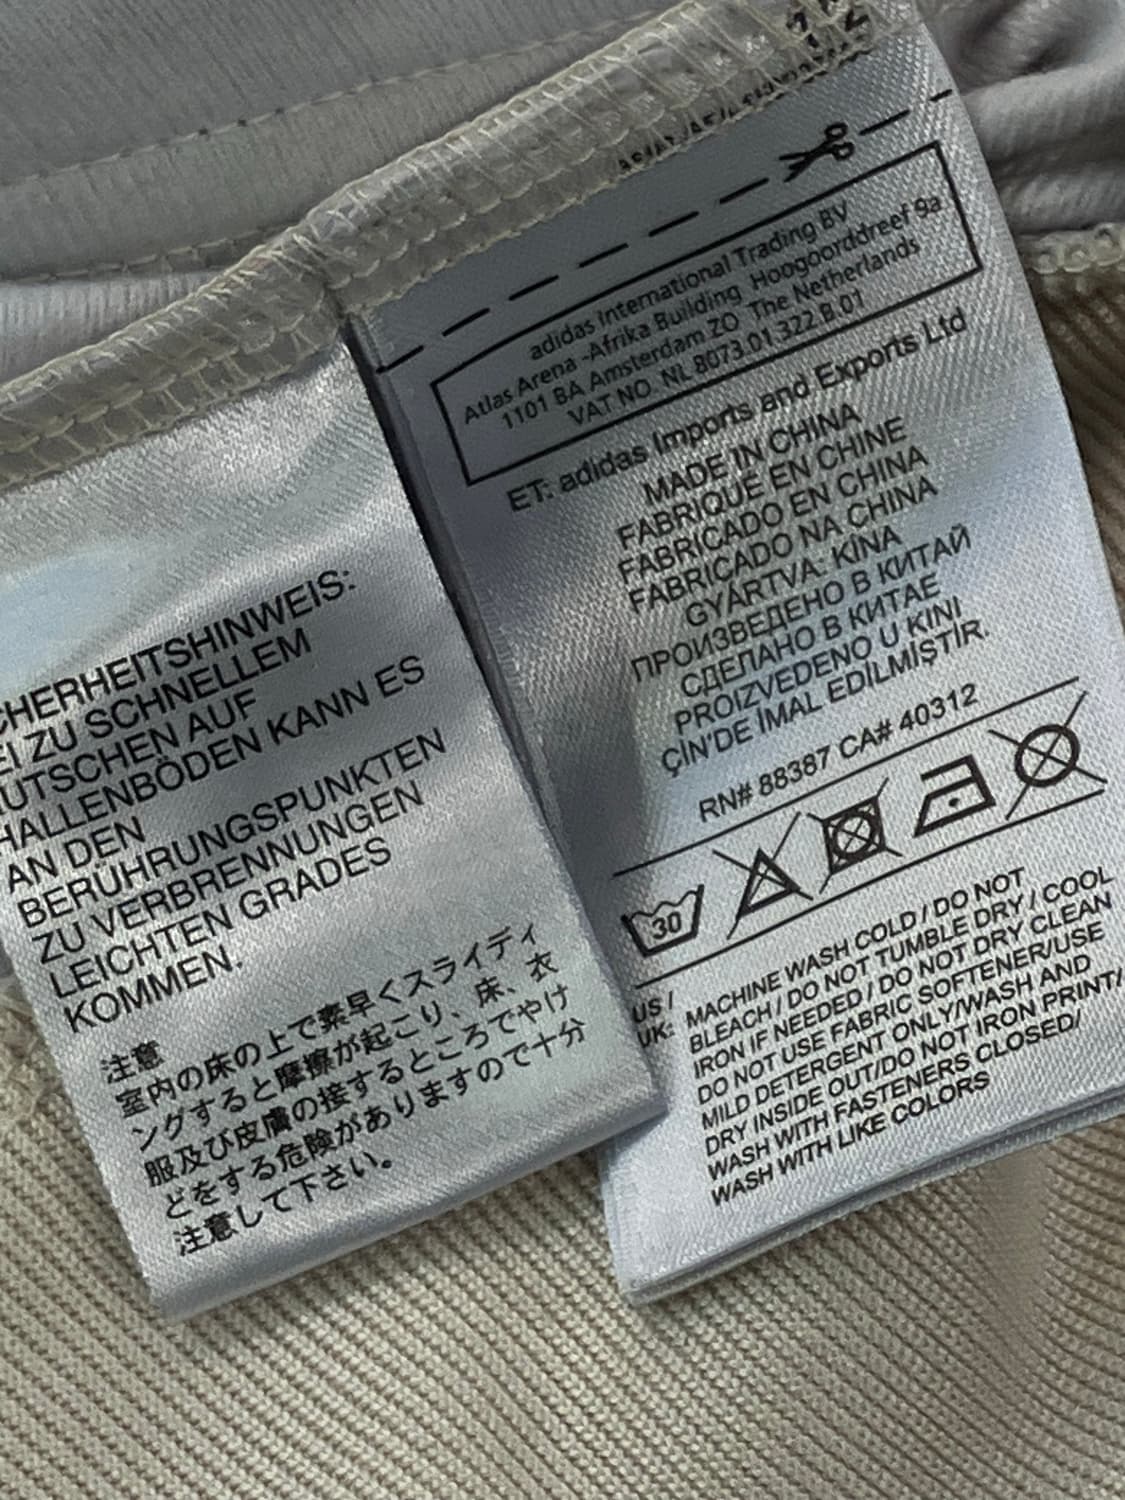 CHERHEITSHINWEIS:
EI ZU SCHNELLEM
UTSCHEN AUF
HALLENBÖDEN KANN ES
AN DEN
BERÜHRUNGSPUNKTEN
ZU VERBRENNUNGEN
LEICHTEN GRADES
KOMMEN.
注意
室内の床の上で素早くスライディ
ングすると摩擦が起こり、床、衣
服及び皮膚の接するところでやけ
どをする危険がありますので十分
注意して下さい。
adidas International Trading BV
Atlas Arena -Afrika Building Hoogoorddreef 9a
1101 BA Amsterdam ZO The Netherlands
VAT NO. NL 8073.01.322.B.01
ET: adidas Imports and Exports Ltd
MADE IN CHINA
FABRIQUÉ EN CHINE
FABRICADO EN CHINA
FABRICADO NA CHINA
GYÁRTVA: KÍNA
ПРОИЗВЕДЕНО В КИТАЙ
СДЕЛАНО В КИТАЕ
PROIZVEDENO U KINI
ÇİN'DE İMAL EDİLMİŞTİR.
RN# 88387 CA# 40312
30
US / UK: MACHINE WASH COLD / DO NOT
BLEACH / DO NOT TUMBLE DRY / COOL
IRON IF NEEDED / DO NOT DRY CLEAN
DO NOT USE FABRIC SOFTENER/USE
MILD DETERGENT ONLY/WASH AND
DRY INSIDE OUT/DO NOT IRON PRINT/
WASH WITH FASTENERS CLOSED/
WASH WITH LIKE COLORS